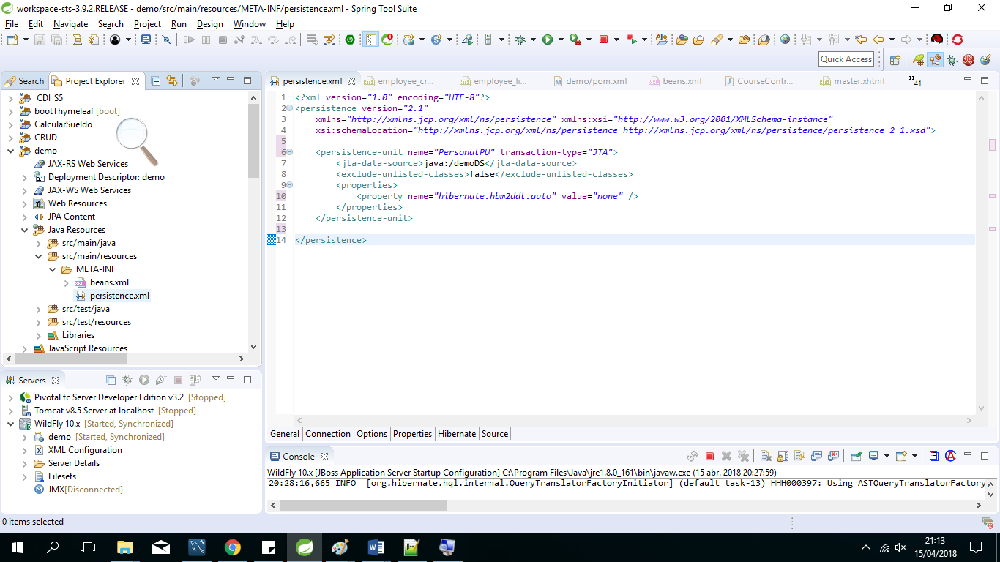 workspace-sts-3.9.2.RELEASE - demo/src/main/resources/META-INF/persistence.xml - Spring Tool Suite
File Edit Navigate Search Project Run Design Window Help
Quick Access
Search Project Explorer
CDI_S5
bootThymeleaf [boot]
CalcularSueldo
CRUD
demo
JAX-RS Web Services
Deployment Descriptor: demo
JAX-WS Web Services
Web Resources
JPA Content
Java Resources
src/main/java
src/main/resources
META-INF
beans.xml
persistence.xml
src/test/java
src/test/resources
Libraries
JavaScript Resources
persistence.xml employee_cr... employee_li... demo/pom.xml beans.xml CourseContr... master.xhtml »41
1 <?xml version="1.0" encoding="UTF-8"?>
2 <persistence version="2.1"
3 xmlns="http://xmlns.jcp.org/xml/ns/persistence" xmlns:xsi="http://www.w3.org/2001/XMLSchema-instance"
4 xsi:schemaLocation="http://xmlns.jcp.org/xml/ns/persistence http://xmlns.jcp.org/xml/ns/persistence/persistence_2_1.xsd">
5
6 <persistence-unit name="PersonalPU" transaction-type="JTA">
7 <jta-data-source>java:/demoDS</jta-data-source>
8 <exclude-unlisted-classes>false</exclude-unlisted-classes>
9 <properties>
10 <property name="hibernate.hbm2ddl.auto" value="none" />
11 </properties>
12 </persistence-unit>
13
14 </persistence>
General Connection Options Properties Hibernate Source
Servers
Pivotal tc Server Developer Edition v3.2 [Stopped]
Tomcat v8.5 Server at localhost [Stopped]
WildFly 10.x [Started, Synchronized]
demo [Started, Synchronized]
XML Configuration
Server Details
Filesets
JMX[Disconnected]
Console
WildFly 10.x [JBoss Application Server Startup Configuration] C:\Program Files\Java\jre1.8.0_161\bin\javaw.exe (15 abr. 2018 20:27:59)
20:28:16,665 INFO [org.hibernate.hql.internal.QueryTranslatorFactoryInitiator] (default task-13) HHH000397: Using ASTQueryTranslatorFactory
0 items selected
21:13
15/04/2018